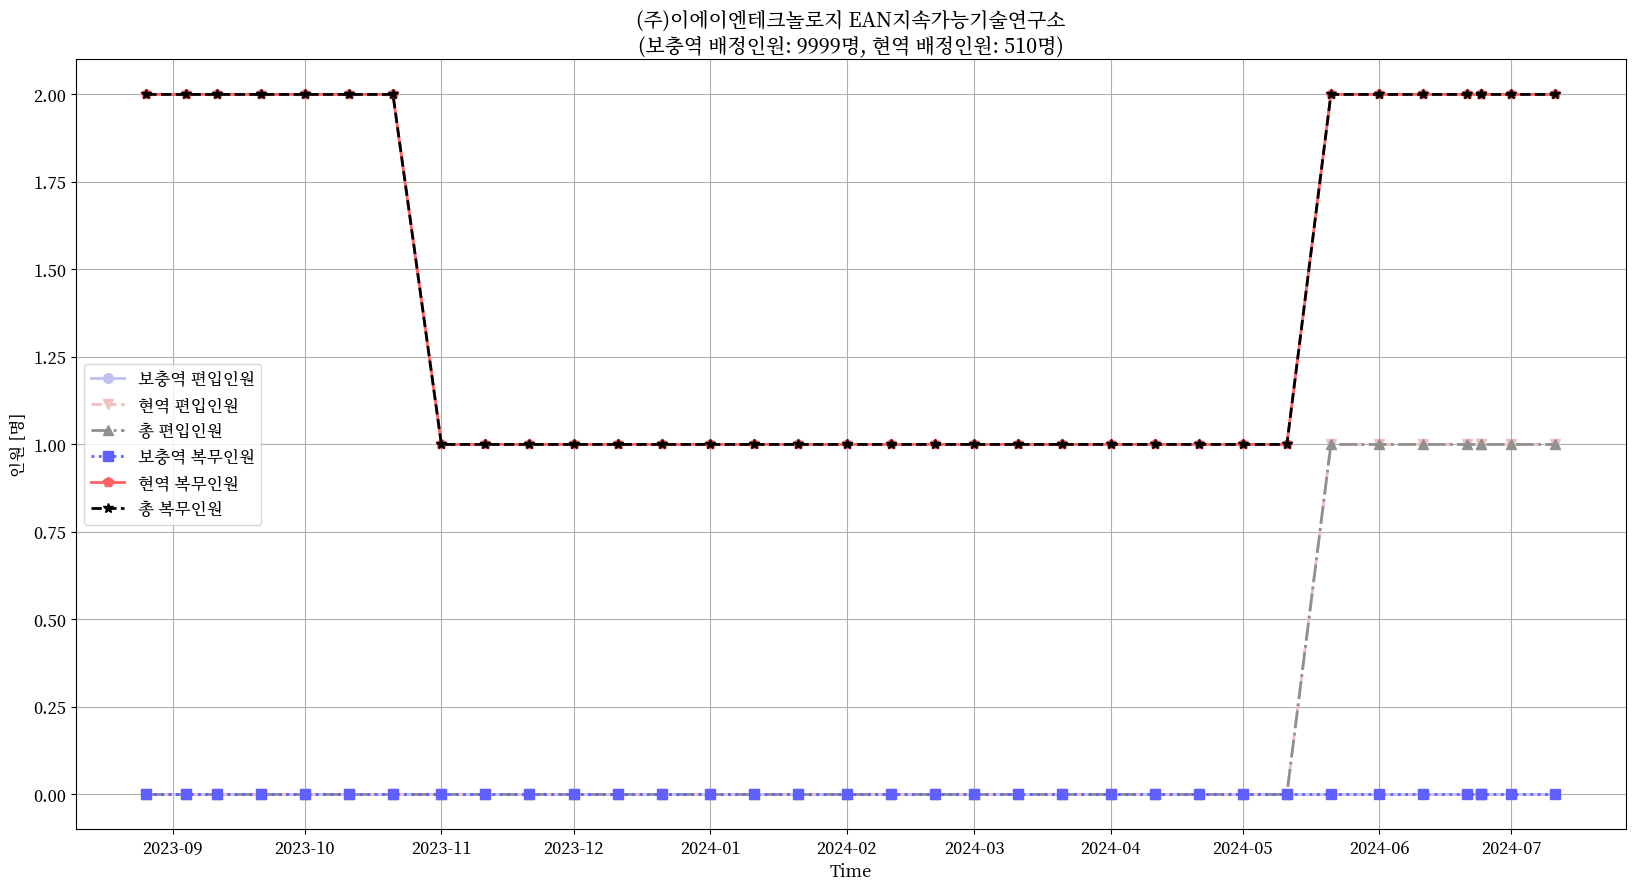 (주)이에이엔테크놀로지 EAN지속가능기술연구소
(보충역 배정인원: 9999명, 현역 배정인원: 510명)
인원 [명]
2.00
1.75
1.50
1.25
1.00
0.75
0.50
0.25
0.00
보충역 편입인원
현역 편입인원
총 편입인원
보충역 복무인원
현역 복무인원
총 복무인원
2023-09 2023-10 2023-11 2023-12 2024-01 2024-02 2024-03 2024-04 2024-05 2024-06 2024-07
Time